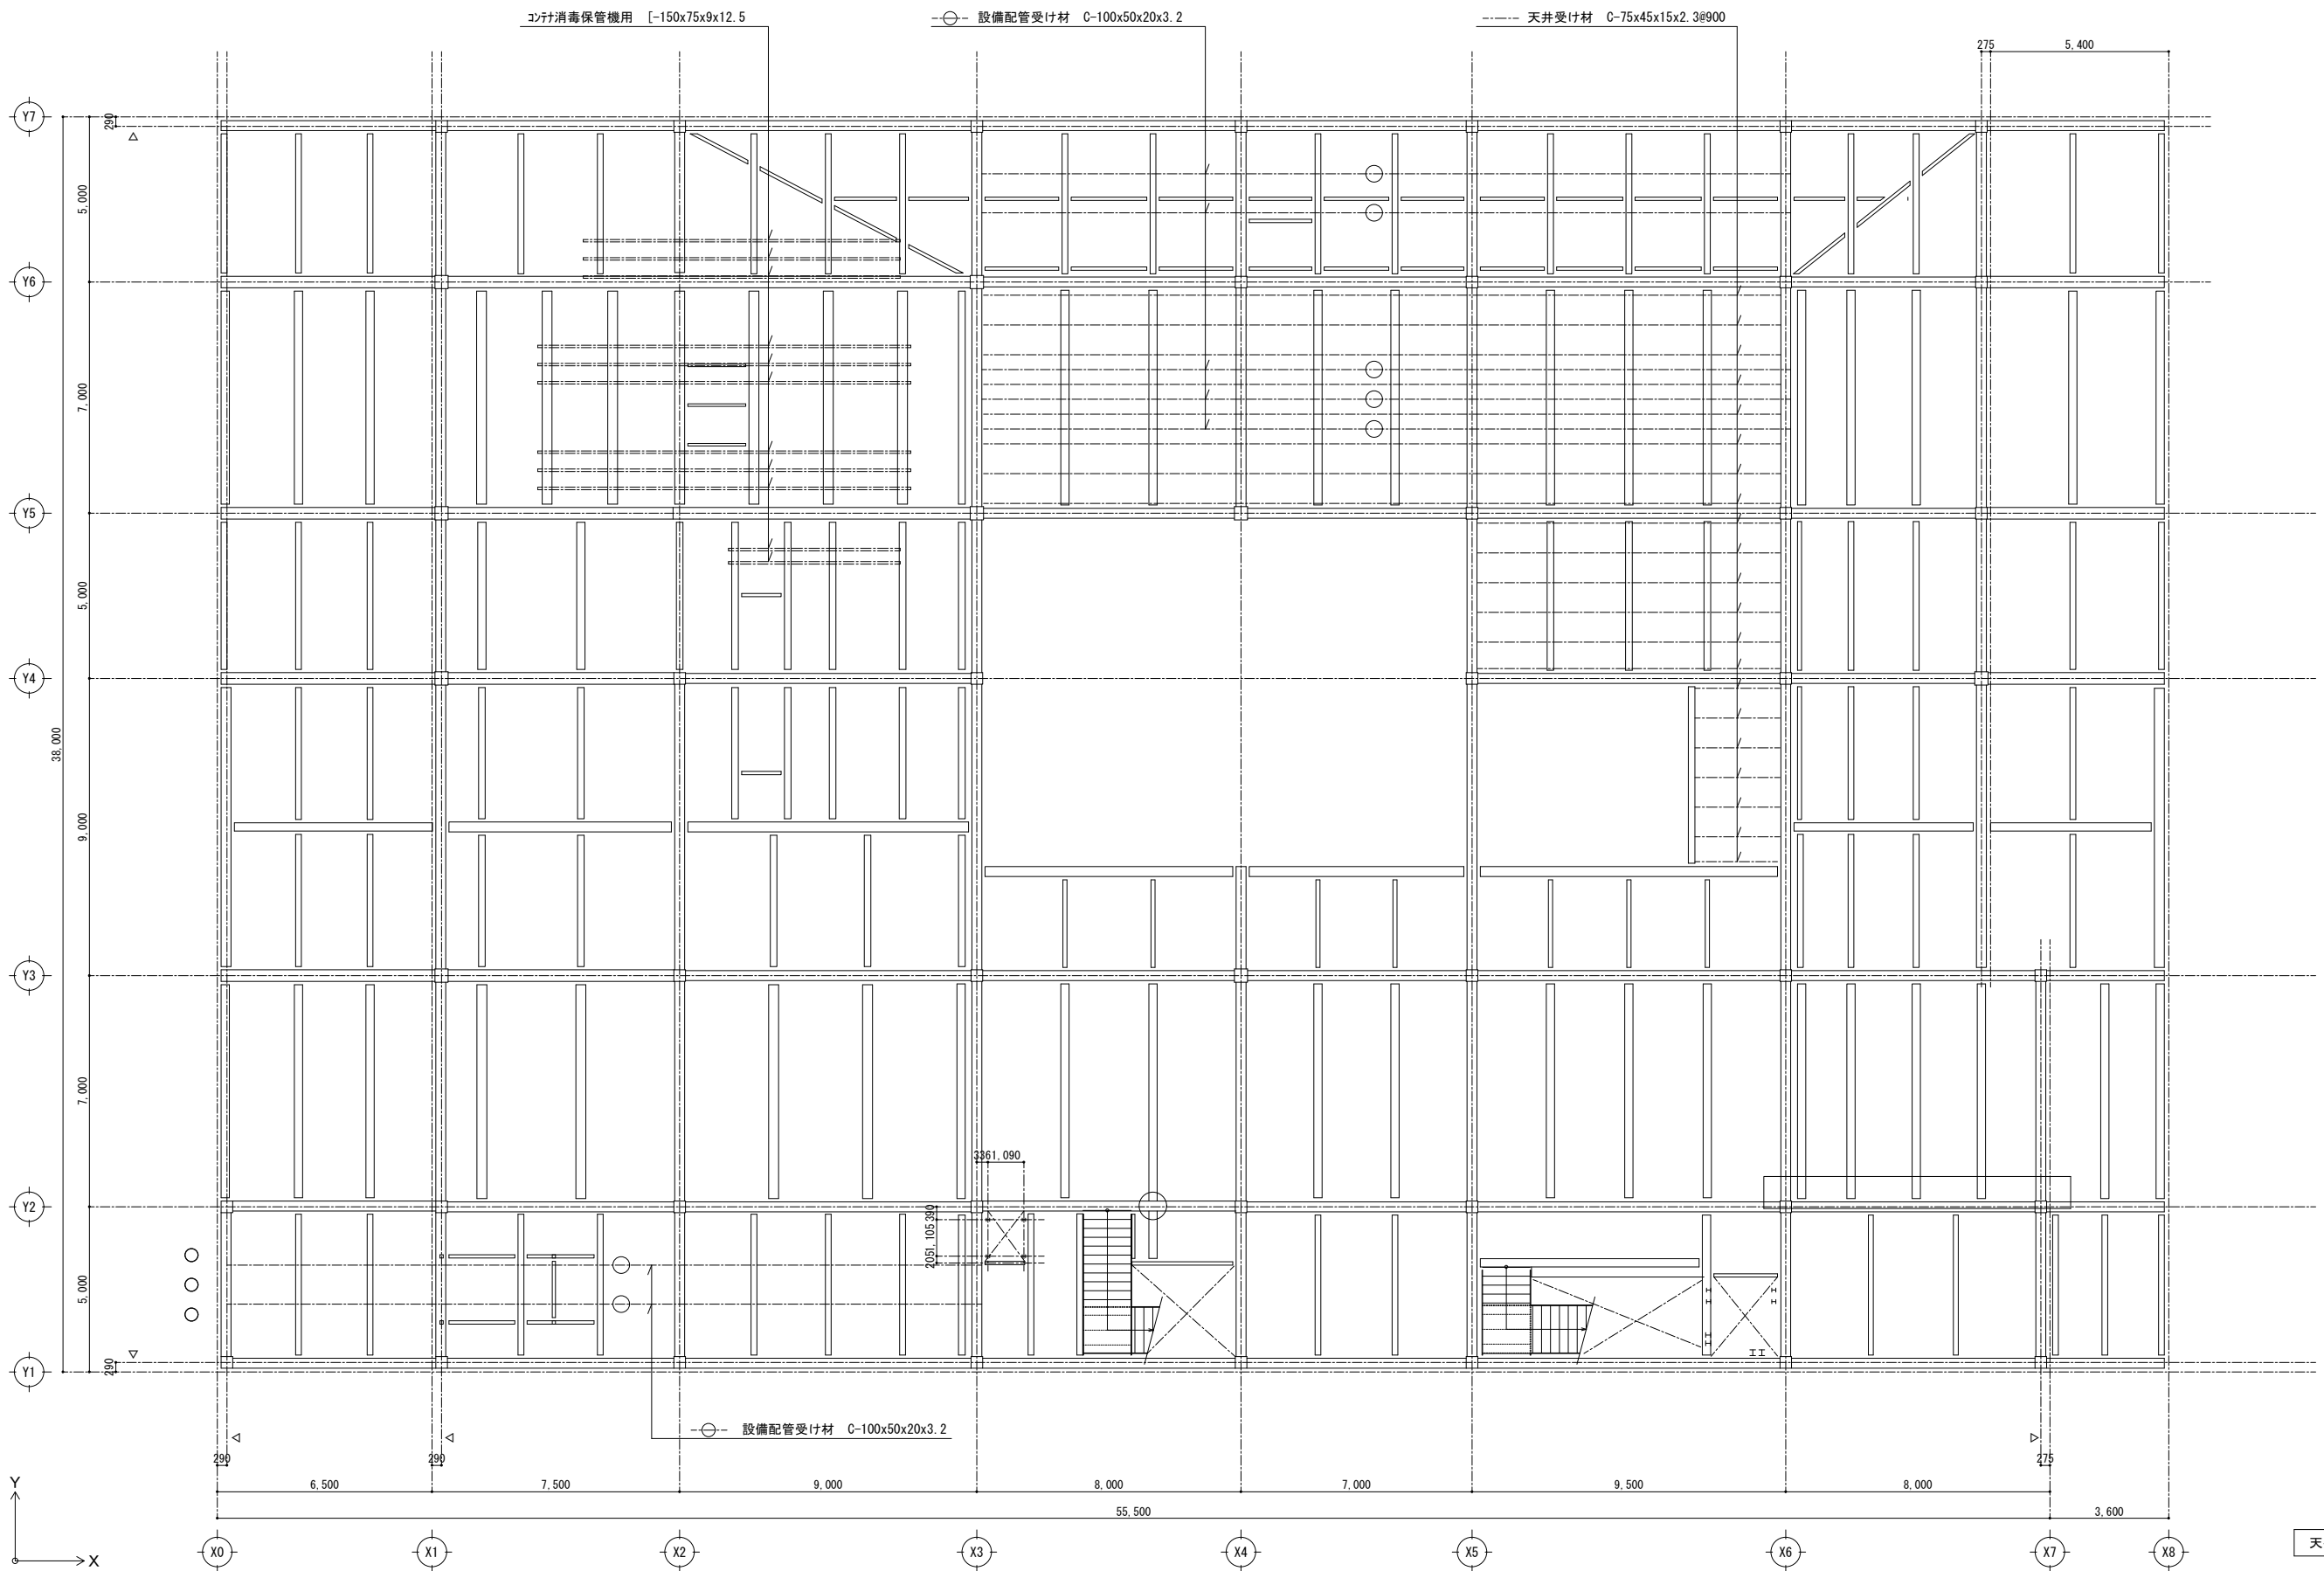 コンテナ消毒保管機用 [-150x75x9x12.5
設備配管受け材 C-100x50x20x3.2
天井受け材 C-75x45x15x2.3@900
275
5,400
Y7
290
5,000
Y6
7,000
Y5
5,000
Y4
38,000
9,000
Y3
7,000
3361,090
Y2
2051,105390
5,000
Y1
290
設備配管受け材 C-100x50x20x3.2
290
290
275
6,500
7,500
9,000
8,000
7,000
9,500
8,000
55,500
3,600
Y
X
X0
X1
X2
X3
X4
X5
X6
X7
X8
天